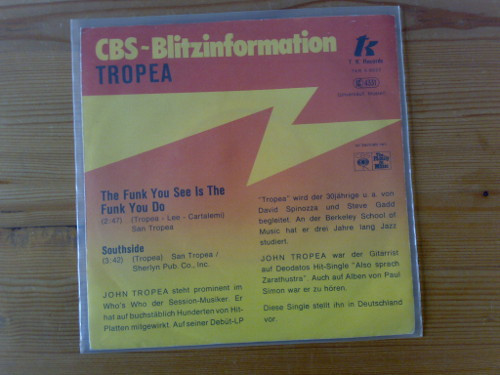 CBS-Blitzinformation
TROPEA
T. K. Records
The Funk You See Is The
Funk You Do
(2:47) (Tropea - Lee - Cartalemi)
San Tropea
Southside
(3:42) (Tropea) San Tropea /
Sherlyn Pub. Co., Inc.
JOHN TROPEA steht prominent im
Who's Who der Session-Musiker. Er
hat auf buchstäblich Hunderten von Hit-
Platten mitgewirkt. Auf seiner Debüt-LP
"Tropea" wird der 30jährige u. a. von
David Spinozza und Steve Gadd
begleitet. An der Berkeley School of
Music hat er drei Jahre lang Jazz
studiert.
JOHN TROPEA war der Gitarrist
auf Deodatos Hit-Single "Also sprach
Zarathustra". Auch auf Alben von Paul
Simon war er zu hören.
Diese Single stellt ihn in Deutschland
vor.